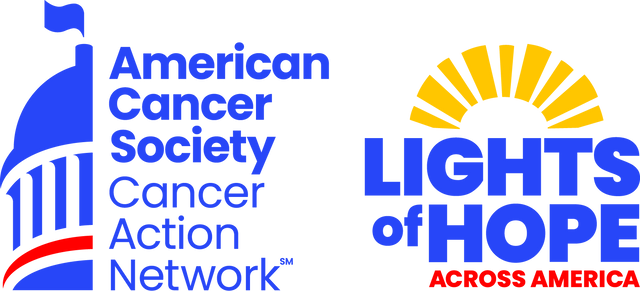 American
Cancer
Society
Cancer
Action
Network℠
LIGHTS
of HOPE
ACROSS AMERICA